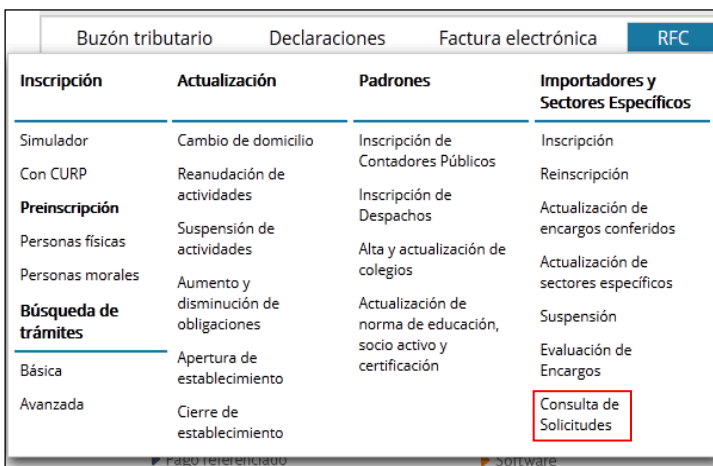 Buzón tributario
Declaraciones
Factura electrónica
RFC
Inscripción
Simulador
Con CURP
Preinscripción
Personas físicas
Personas morales
Búsqueda de
trámites
Básica
Avanzada
Actualización
Cambio de domicilio
Reanudación de
actividades
Suspensión de
actividades
Aumento y
disminución de
obligaciones
Apertura de
establecimiento
Cierre de
establecimiento
Padrones
Inscripción de
Contadores Públicos
Inscripción de
Despachos
Alta y actualización de
colegios
Actualización de
norma de educación,
socio activo y
certificación
Importadores y
Sectores Específicos
Inscripción
Reinscripción
Actualización de
encargos conferidos
Actualización de
sectores específicos
Suspensión
Evaluación de
Encargos
Consulta de
Solicitudes
Pago referenciado
Software